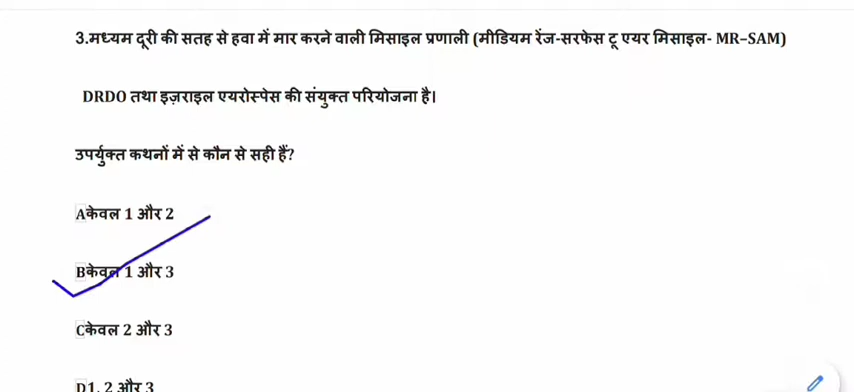 3.मध्यम दूरी की सतह से हवा में मार करने वाली मिसाइल प्रणाली (मीडियम रेंज-सरफेस टू एयर मिसाइल- MR–SAM)
DRDO तथा इज़राइल एयरोस्पेस की संयुक्त परियोजना है।
उपर्युक्त कथनों में से कौन से सही हैं?
Aकेवल 1 और 2
Bकेवल 1 और 3
Cकेवल 2 और 3
D1, 2 और 3